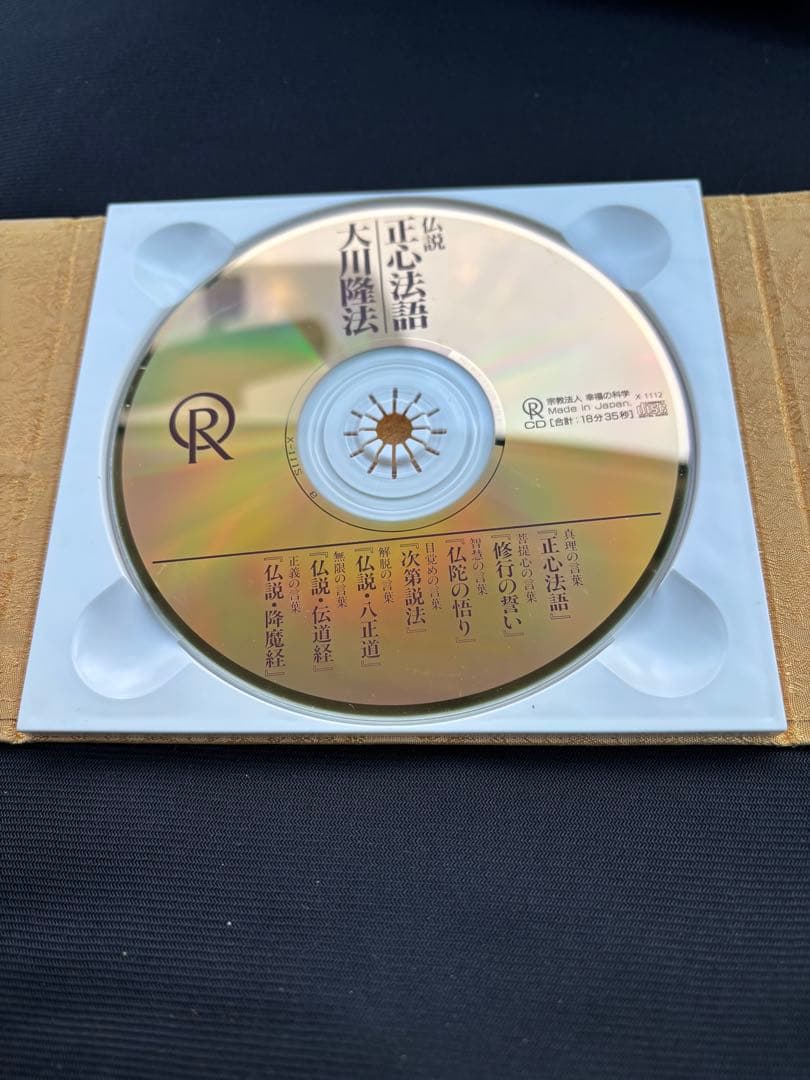 仏説
正心法語
大川隆法
R
R
宗教法人 幸福の科学 X-1112
Made in Japan.
CD [合計:18分35秒]
真理の言葉
『正心法語』
菩提心の言葉
『修行の誓い』
智慧の言葉
『仏陀の悟り』
目覚めの言葉
『次第説法』
解脱の言葉
『仏説・八正道』
無限の言葉
『仏説・伝道経』
正義の言葉
『仏説・降魔経』